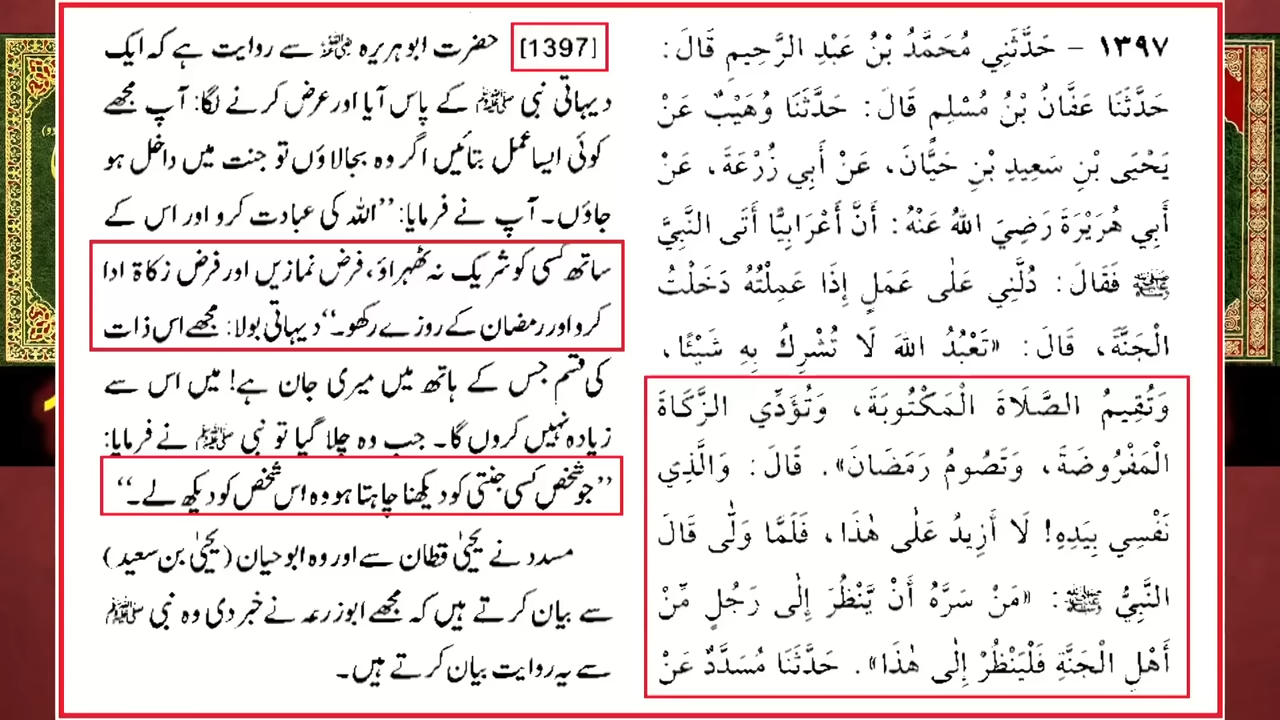 ١٣٩٧ - حَدَّثَنِي مُحَمَّدُ بْنُ عَبْدِ الرَّحِيمِ قَالَ:
حَدَّثَنَا عَفَّانُ بْنُ مُسْلِمٍ قَالَ: حَدَّثَنَا وُهَيْبٌ عَنْ
يَحْيَى بْنِ سَعِيدِ بْنِ حَيَّانَ، عَنْ أَبِي زُرْعَةَ، عَنْ
أَبِي هُرَيْرَةَ رَضِيَ اللهُ عَنْهُ: أَنَّ أَعْرَابِيًّا أَتَى النَّبِيَّ
ﷺ فَقَالَ: دُلَّنِي عَلَى عَمَلٍ إِذَا عَمِلْتُهُ دَخَلْتُ
الْجَنَّةَ، قَالَ: «تَعْبُدُ اللهَ لَا تُشْرِكُ بِهِ شَيْئًا،
وَتُقِيمُ الصَّلَاةَ الْمَكْتُوبَةَ، وَتُؤَدِّي الزَّكَاةَ
الْمَفْرُوضَةَ، وَتَصُومُ رَمَضَانَ». قَالَ: وَالَّذِي
نَفْسِي بِيَدِهِ! لَا أَزِيدُ عَلٰى هٰذَا، فَلَمَّا وَلّٰى قَالَ
النَّبِيُّ ﷺ: «مَنْ سَرَّهُ أَنْ يَّنْظُرَ إِلٰى رَجُلٍ مِّنْ
أَهْلِ الْجَنَّةِ فَلْيَنْظُرْ إِلٰى هٰذَا». حَدَّثَنَا مُسَدَّدٌ عَنْ
[1397] حضرت ابو ہریرہ ؓ سے روایت ہے کہ ایک
دیہاتی نبی ﷺ کے پاس آیا اور عرض کرنے لگا: آپ مجھے
کوئی ایسا عمل بتائیں اگر وہ بجا لاؤں تو جنت میں داخل ہو
جاؤں۔ آپ نے فرمایا: ”اللہ کی عبادت کرو اور اس کے
ساتھ کسی کو شریک نہ ٹھہراؤ، فرض نمازیں اور فرض زکاۃ ادا
کرو اور رمضان کے روزے رکھو۔“ دیہاتی بولا: مجھے اس ذات
کی قسم جس کے ہاتھ میں میری جان ہے! میں اس سے
زیادہ نہیں کروں گا۔ جب وہ چلا گیا تو نبی ﷺ نے فرمایا:
”جو شخص کسی جنتی کو دیکھنا چاہتا ہو وہ اس شخص کو دیکھ لے۔“
مسدد نے یحییٰ قطان سے اور وہ ابو حیان (یحییٰ بن سعید)
سے بیان کرتے ہیں کہ مجھے ابو زرعہ نے خبر دی وہ نبی ﷺ
سے یہ روایت بیان کرتے ہیں۔